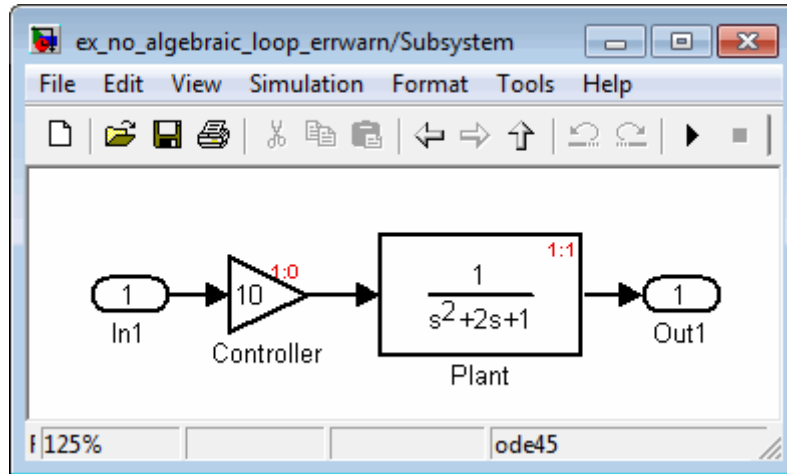 ex_no_algebraic_loop_errwarn/Subsystem
File Edit View Simulation Format Tools Help
1:1
1:0
1
1 10 s²+2s+1 1
In1 Out1
Controller
Plant
125% ode45